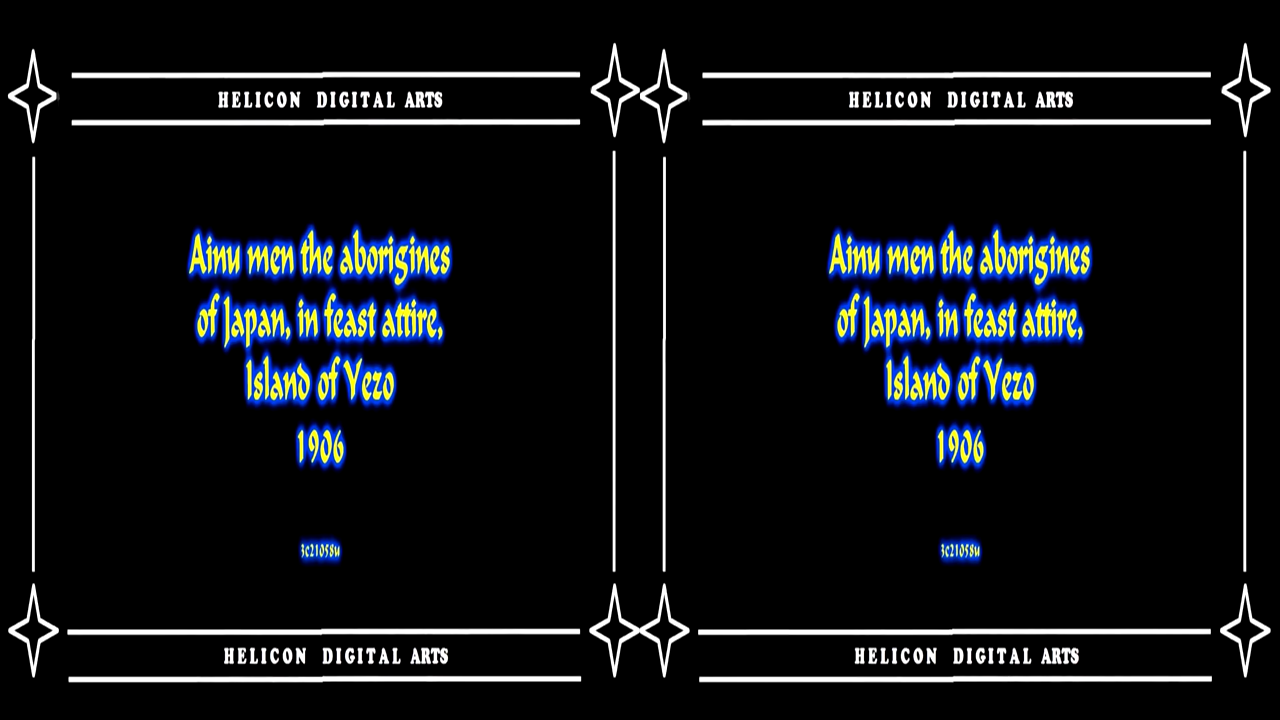 HELICON DIGITAL ARTS
Ainu men the aborigines
of Japan, in feast attire,
Island of Yezo
1906
3c21058u
HELICON DIGITAL ARTS
HELICON DIGITAL ARTS
Ainu men the aborigines
of Japan, in feast attire,
Island of Yezo
1906
3c21058u
HELICON DIGITAL ARTS